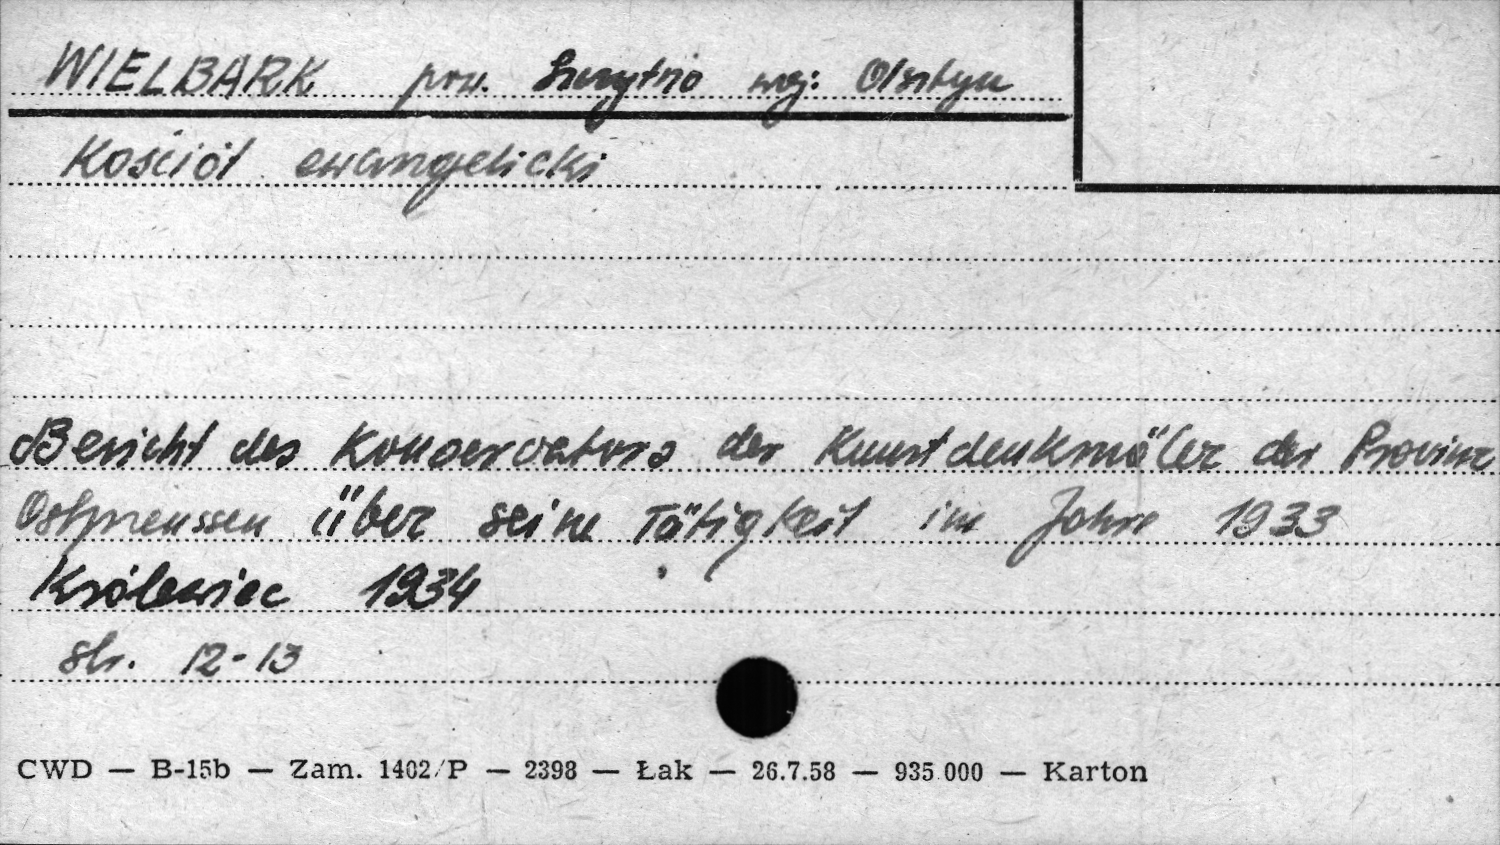 WIELBARK pow. Szczytno woj: Olsztyn
Kościół ewangelicki
Bericht des Konservators der Kunstdenkmäler der Provinz
Ostpreussen über seine Tätigkeit im Jahre 1933
Królewiec 1934
str. 12-13
CWD — B-15b — Zam. 1402/P — 2398 — Łak — 26.7.58 — 935 000 — Karton